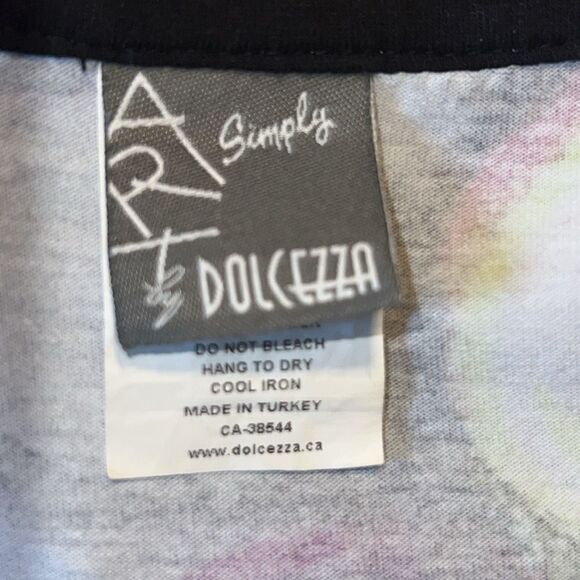 Simply
ART
by DOLCEZZA
DO NOT BLEACH
HANG TO DRY
COOL IRON
MADE IN TURKEY
CA-38544
www.dolcezza.ca